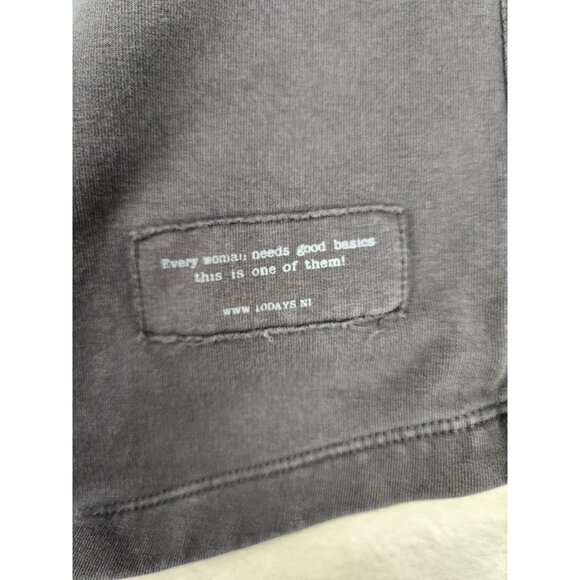 Every woman needs good basics
this is one of them!
WWW.10DAYS.NL